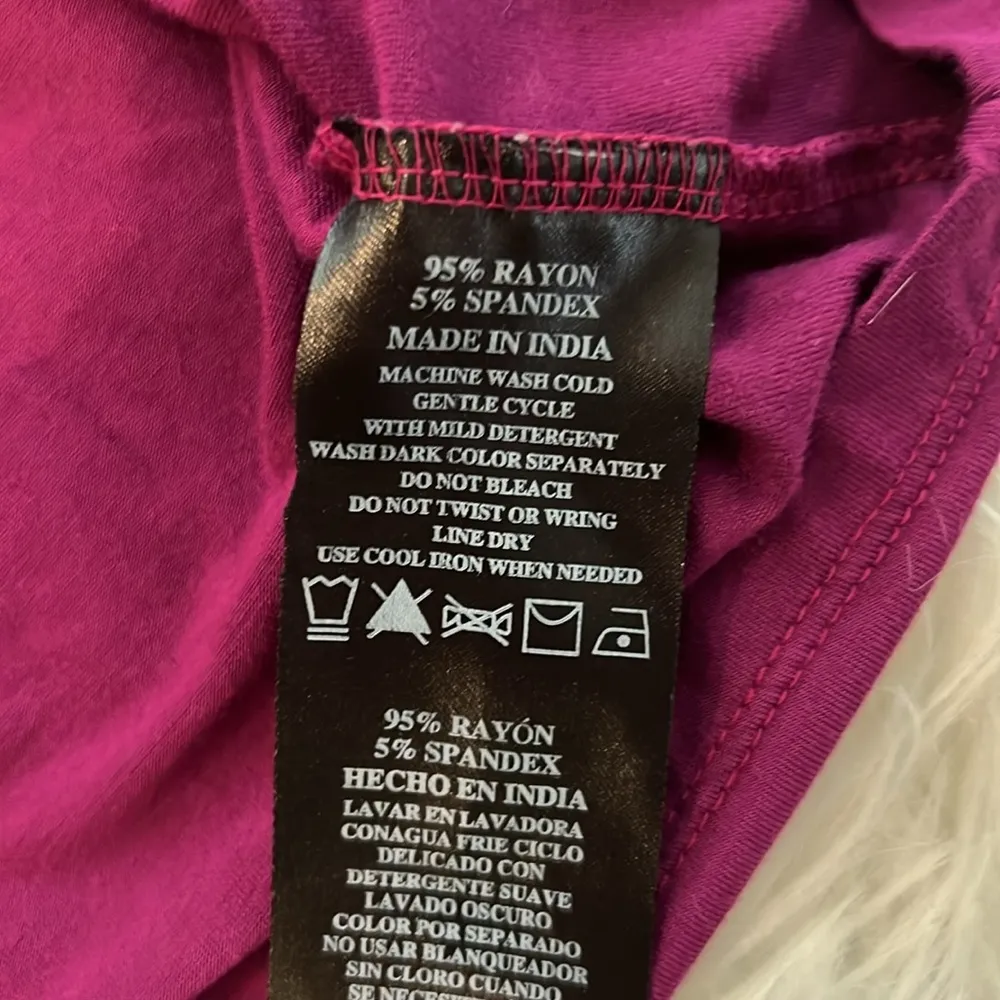 95% RAYON
5% SPANDEX
MADE IN INDIA
MACHINE WASH COLD
GENTLE CYCLE
WITH MILD DETERGENT
WASH DARK COLOR SEPARATELY
DO NOT BLEACH
DO NOT TWIST OR WRING
LINE DRY
USE COOL IRON WHEN NEEDED
95% RAYÓN
5% SPANDEX
HECHO EN INDIA
LAVAR EN LAVADORA
CONAGUA FRIE CICLO
DELICADO CON
DETERGENTE SUAVE
LAVADO OSCURO
COLOR POR SEPARADO
NO USAR BLANQUEADOR
SIN CLORO CUANDO
SE